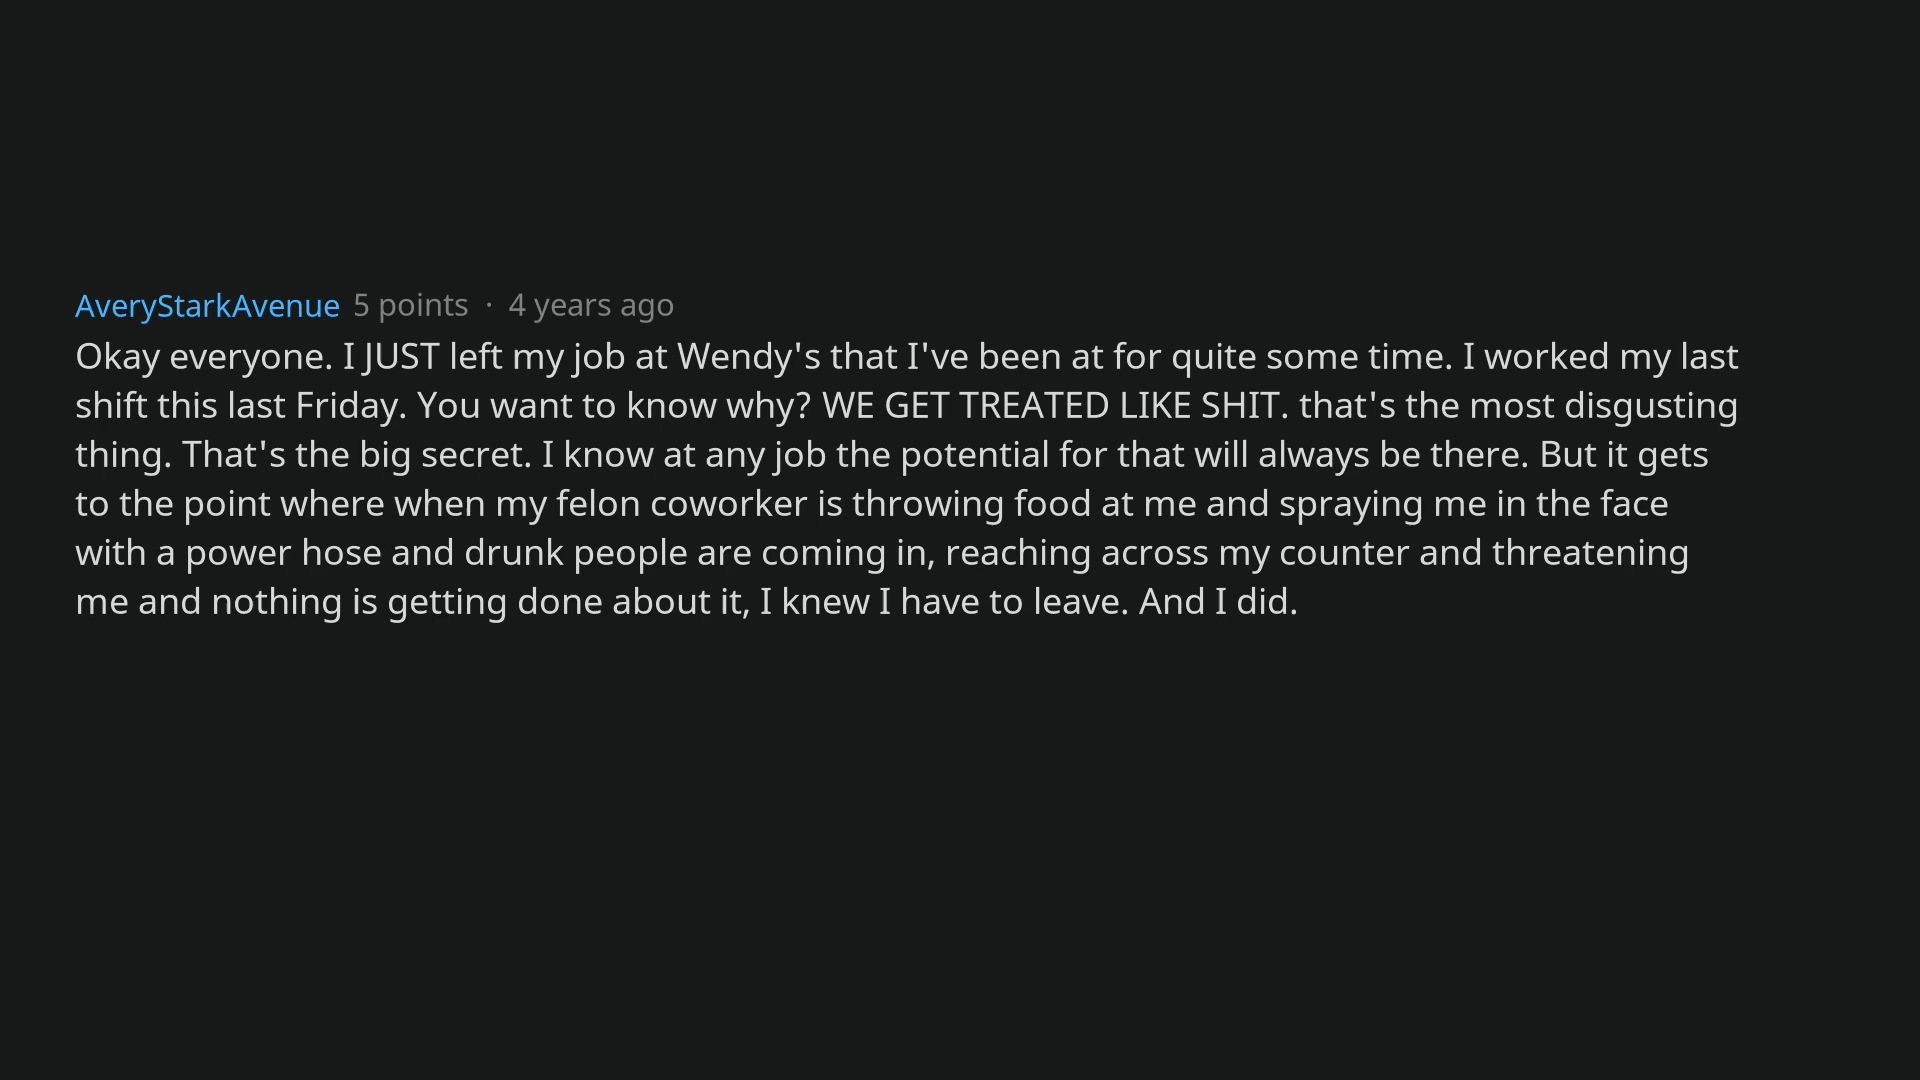 AveryStarkAvenue 5 points · 4 years ago
Okay everyone. I JUST left my job at Wendy's that I've been at for quite some time. I worked my last
shift this last Friday. You want to know why? WE GET TREATED LIKE SHIT. that's the most disgusting
thing. That's the big secret. I know at any job the potential for that will always be there. But it gets
to the point where when my felon coworker is throwing food at me and spraying me in the face
with a power hose and drunk people are coming in, reaching across my counter and threatening
me and nothing is getting done about it, I knew I have to leave. And I did.